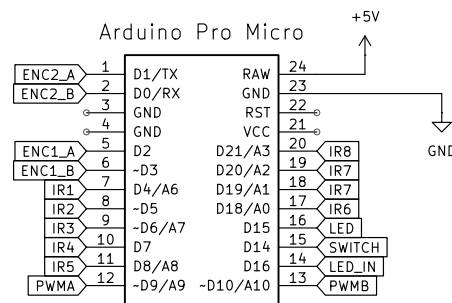 Arduino Pro Micro
+5V
ENC2_A 1 D1/TX RAW 24
ENC2_B 2 D0/RX GND 23
3 GND RST 22
4 GND VCC 21
GND
ENC1_A 5 D2 D21/A3 20 IR8
ENC1_B 6 ~D3 D20/A2 19 IR7
IR1 7 D4/A6 D19/A1 18 IR7
IR2 8 ~D5 D18/A0 17 IR6
IR3 9 ~D6/A7 D15 16 LED
IR4 10 D7 D14 15 SWITCH
IR5 11 D8/A8 D16 14 LED_IN
PWMA 12 ~D9/A9 ~D10/A10 13 PWMB